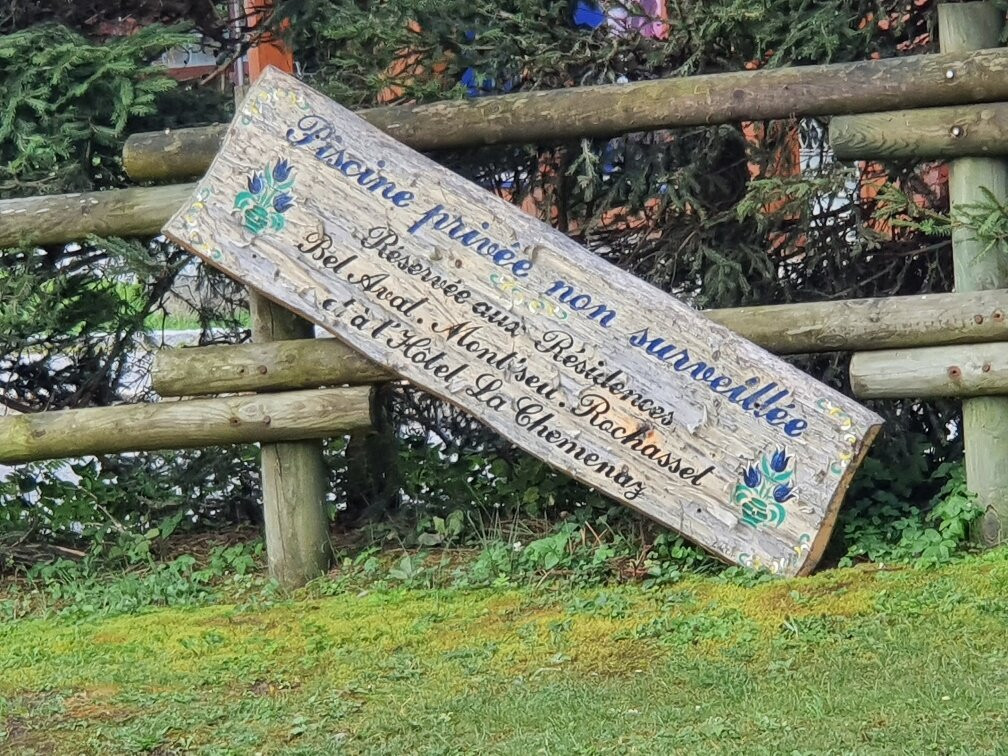 Piscine privée non surveillée
Réservée aux Résidences
Bel Aval. Mont'seu. Rochasset
et à l'Hôtel La Chemenaz